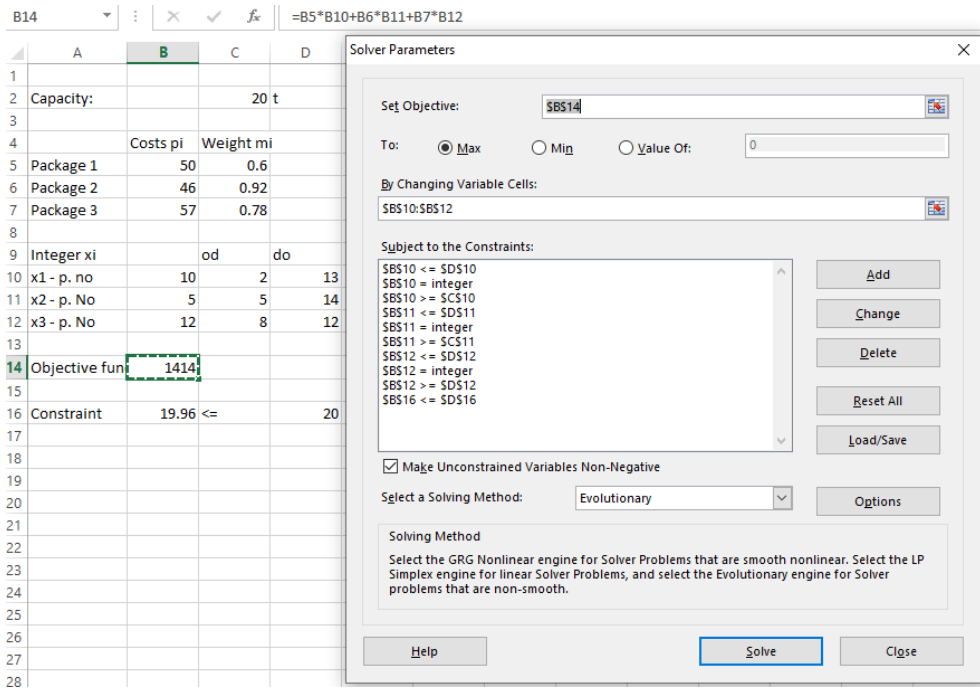 B14 =B5*B10+B6*B11+B7*B12
A B C D
1
2 Capacity: 20 t
3
4 Costs pi Weight mi
5 Package 1 50 0.6
6 Package 2 46 0.92
7 Package 3 57 0.78
8
9 Integer xi od do
10 x1 - p. no 10 2 13
11 x2 - p. No 5 5 14
12 x3 - p. No 12 8 12
13
14 Objective fun 1414
15
16 Constraint 19.96 <= 20
17
18
19
20
21
22
23
24
25
26
27
28
Solver Parameters
Set Objective: $B$14
To: Max Min Value Of: 0
By Changing Variable Cells:
$B$10:$B$12
Subject to the Constraints:
$B$10 <= $D$10
$B$10 = integer
$B$10 >= $C$10
$B$11 <= $D$11
$B$11 = integer
$B$11 >= $C$11
$B$12 <= $D$12
$B$12 = integer
$B$12 >= $D$12
$B$16 <= $D$16
Add
Change
Delete
Reset All
Load/Save
Make Unconstrained Variables Non-Negative
Select a Solving Method: Evolutionary Options
Solving Method
Select the GRG Nonlinear engine for Solver Problems that are smooth nonlinear. Select the LP
Simplex engine for linear Solver Problems, and select the Evolutionary engine for Solver
problems that are non-smooth.
Help Solve Close